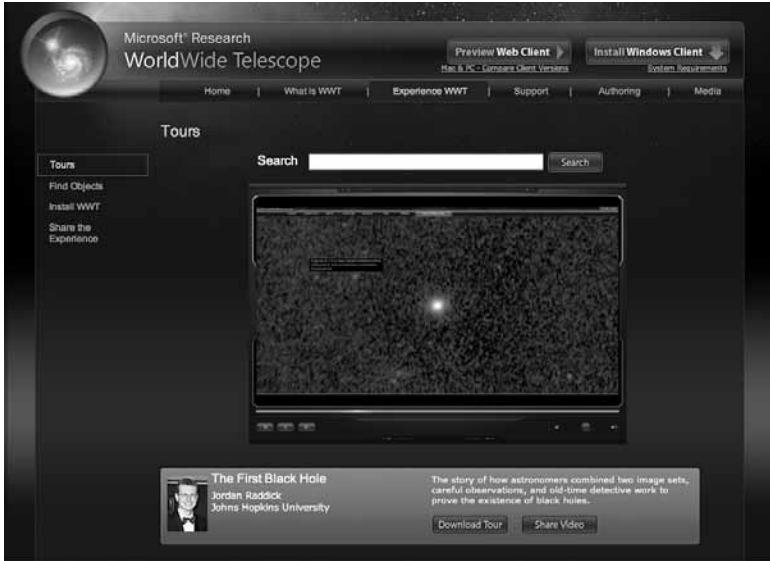 Microsoft® Research
WorldWide Telescope
Preview Web Client
Mac & PC - Compare Client Versions
Install Windows Client
System Requirements
Home | What is WWT | Experience WWT | Support | Authoring | Media
Tours
Search
Search
Tours
Find Objects
Install WWT
Share the
Experience
The First Black Hole
Jordan Raddick
Johns Hopkins University
The story of how astronomers combined two image sets,
careful observations, and old-time detective work to
prove the existence of black holes.
Download Tour
Share Video